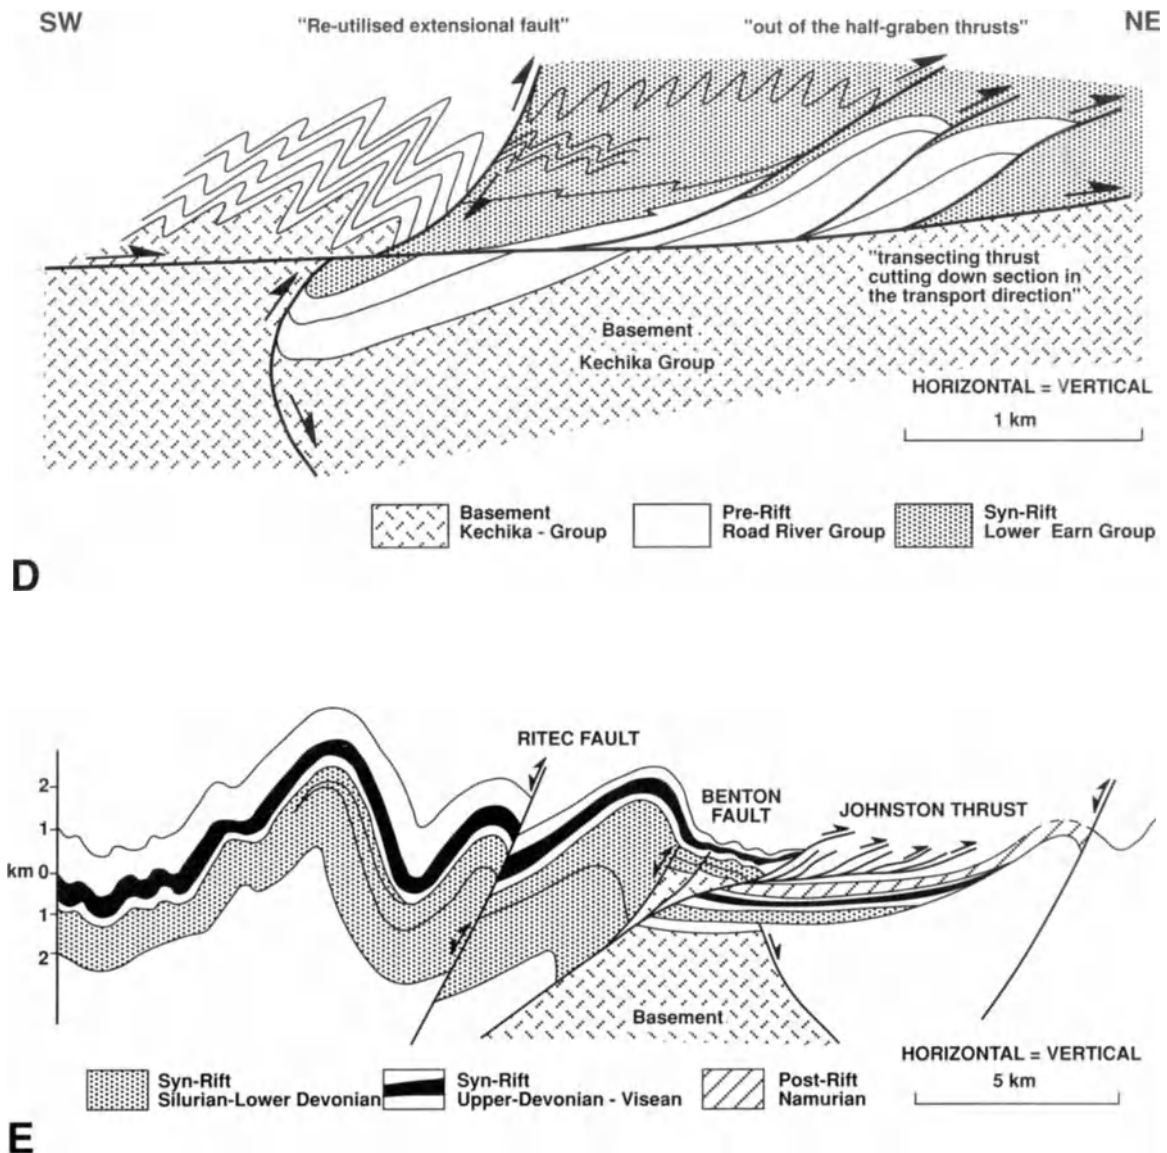 SW
"Re-utilised extensional fault"
"out of the half-graben thrusts"
NE
"transecting thrust
cutting down section in
the transport direction"
Basement
Kechika Group
HORIZONTAL = VERTICAL
1 km
Basement
Kechika - Group
Pre-Rift
Road River Group
Syn-Rift
Lower Earn Group
D
RITEC FAULT
BENTON
FAULT
JOHNSTON THRUST
2
1
km 0
1
2
Basement
HORIZONTAL = VERTICAL
5 km
Syn-Rift
Silurian-Lower Devonian
Syn-Rift
Upper-Devonian - Visean
Post-Rift
Namurian
E